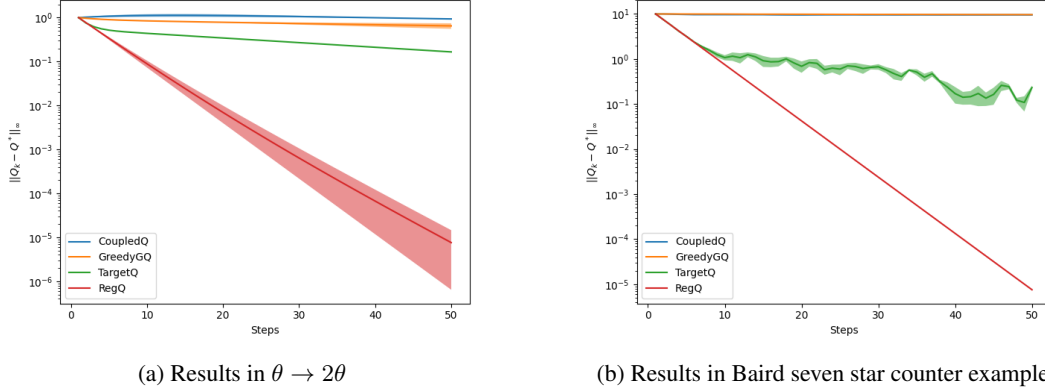 10^0
10^-1
10^-2
10^-3
10^-4
10^-5
10^-6
||Q_k − Q^*||_∞
CoupledQ
GreedyGQ
TargetQ
RegQ
0 10 20 30 40 50
Steps
(a) Results in θ → 2θ
10^1
10^0
10^-1
10^-2
10^-3
10^-4
10^-5
||Q_k − Q^*||_∞
CoupledQ
GreedyGQ
TargetQ
RegQ
0 10 20 30 40 50
Steps
(b) Results in Baird seven star counter example